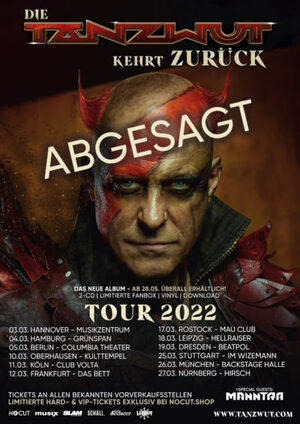 DIE
TANZWUT
KEHRT ZURÜCK
ABGESAGT
DAS NEUE ALBUM - AB 28.05. ÜBERALL ERHÄLTLICH!
2-CD | LIMITIERTE FANBOX | VINYL | DOWNLOAD
TOUR 2022
03.03. HANNOVER - MUSIKZENTRUM
04.03. HAMBURG - GRÜNSPAN
05.03. BERLIN - COLUMBIA THEATER
10.03. OBERHAUSEN - KULTTEMPEL
11.03. KÖLN - CLUB VOLTA
12.03. FRANKFURT - DAS BETT
17.03. ROSTOCK - MAU CLUB
18.03. LEIPZIG - HELLRAISER
19.03. DRESDEN - BEATPOL
25.03. STUTTGART - IM WIZEMANN
26.03. MÜNCHEN - BACKSTAGE HALLE
27.03. NÜRNBERG - HIRSCH
TICKETS AN ALLEN BEKANNTEN VORVERKAUFSSTELLEN
LIMITIERTE HARD- & VIP-TICKETS EXKLUSIV BEI NOCUT.SHOP
+SPECIAL GUESTS:
MANNTRA
NOCUT musix SLAM SCHALL.
WWW.TANZWUT.COM